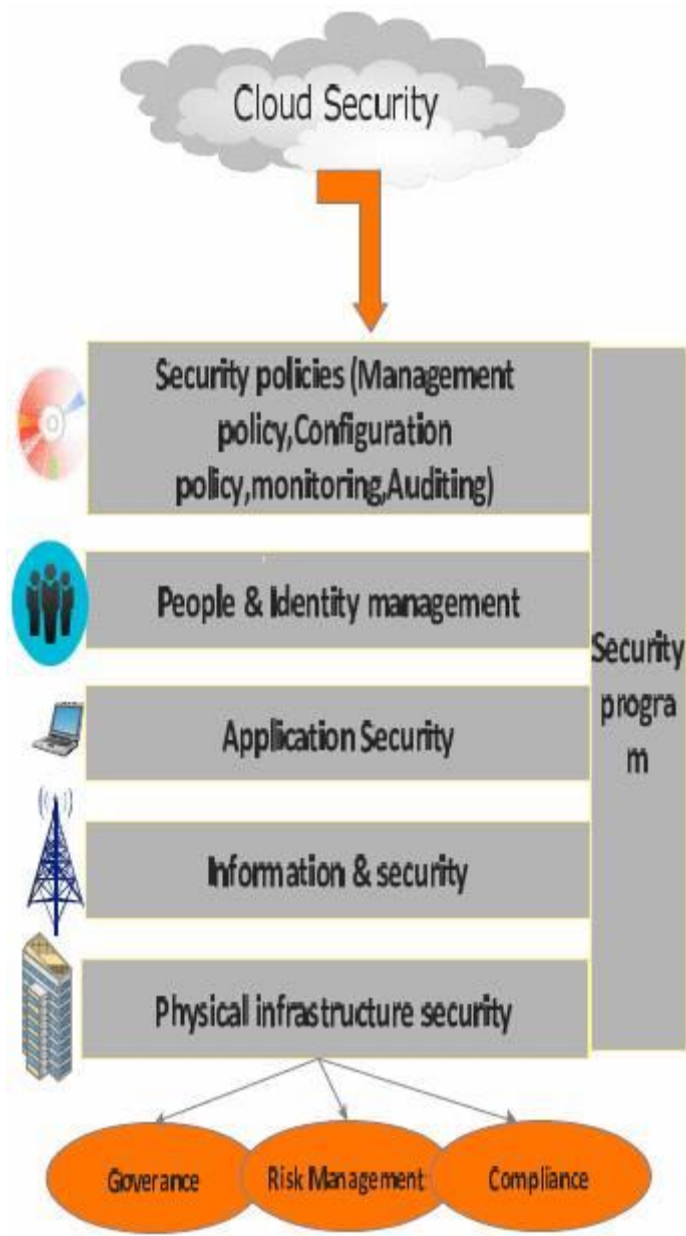 Cloud Security
Security policies (Management
policy,Configuration
policy,monitoring,Auditing)
People & Identity management
Application Security
Information & security
Physical infrastructure security
Security
progra
m
Goverance
Risk Management
Compliance